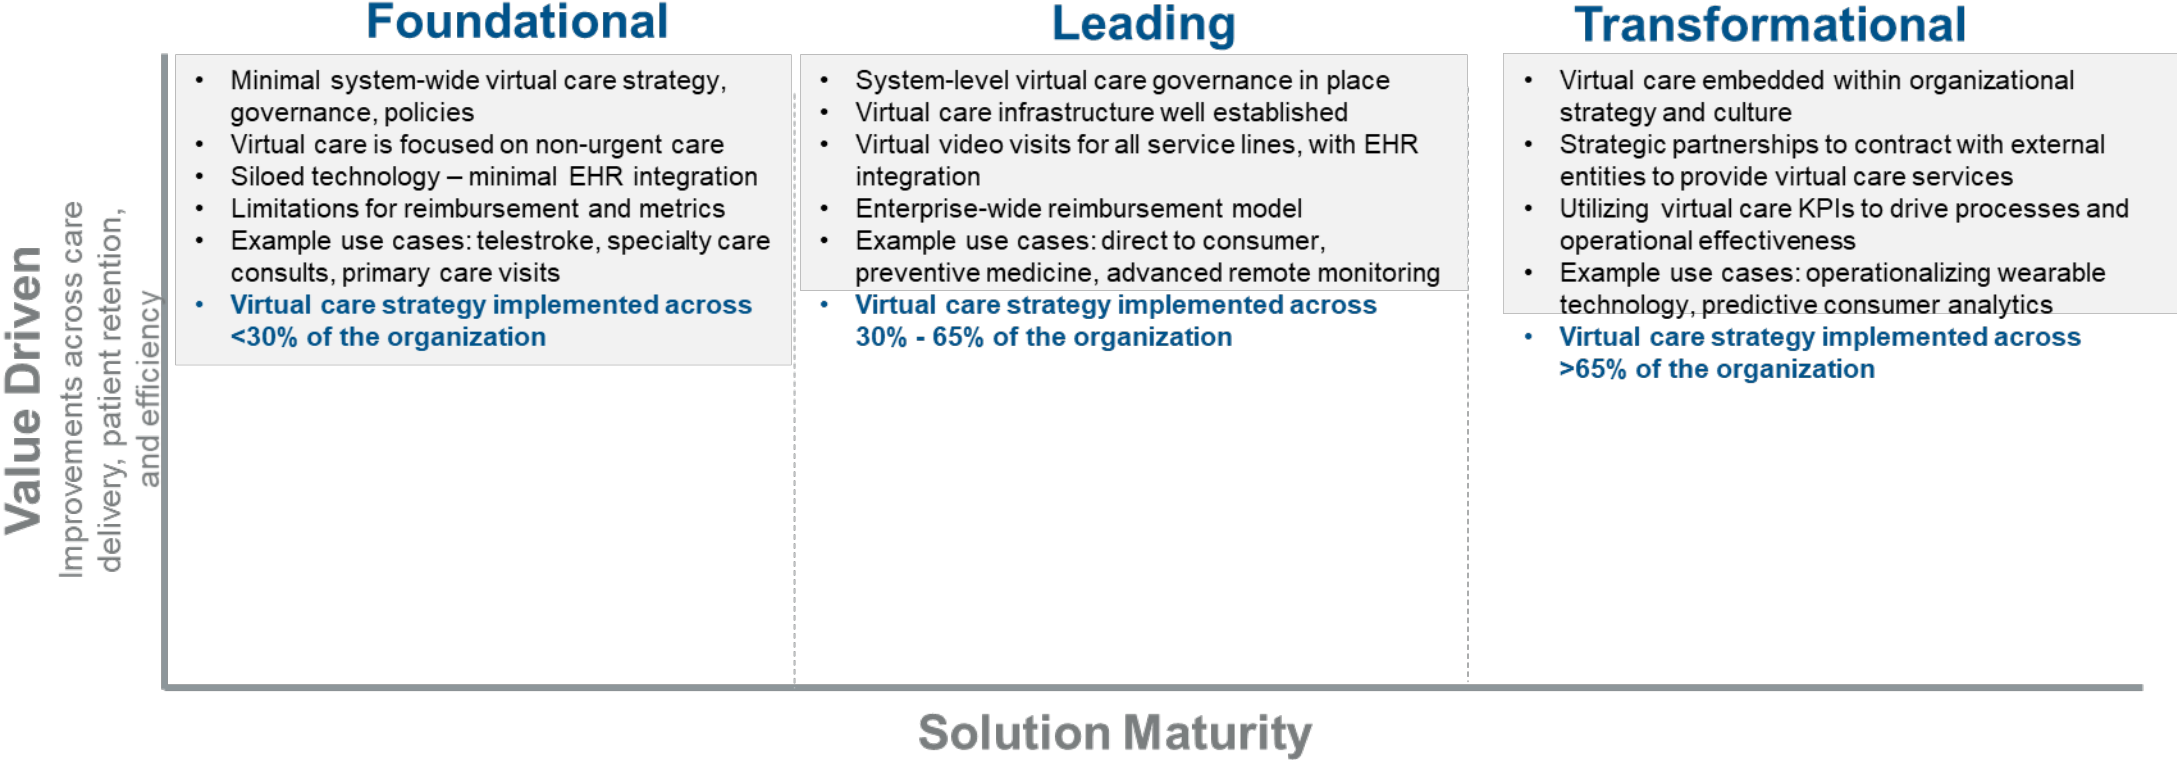 Foundational
• Minimal system-wide virtual care strategy,
governance, policies
• Virtual care is focused on non-urgent care
• Siloed technology – minimal EHR integration
• Limitations for reimbursement and metrics
• Example use cases: telestroke, specialty care
consults, primary care visits
• Virtual care strategy implemented across
<30% of the organization
Leading
• System-level virtual care governance in place
• Virtual care infrastructure well established
• Virtual video visits for all service lines, with EHR
integration
• Enterprise-wide reimbursement model
• Example use cases: direct to consumer,
preventive medicine, advanced remote monitoring
• Virtual care strategy implemented across
30% - 65% of the organization
Transformational
• Virtual care embedded within organizational
strategy and culture
• Strategic partnerships to contract with external
entities to provide virtual care services
• Utilizing virtual care KPIs to drive processes and
operational effectiveness
• Example use cases: operationalizing wearable
technology, predictive consumer analytics
• Virtual care strategy implemented across
>65% of the organization
Value Driven
Improvements across care
delivery, patient retention,
and efficiency
Solution Maturity